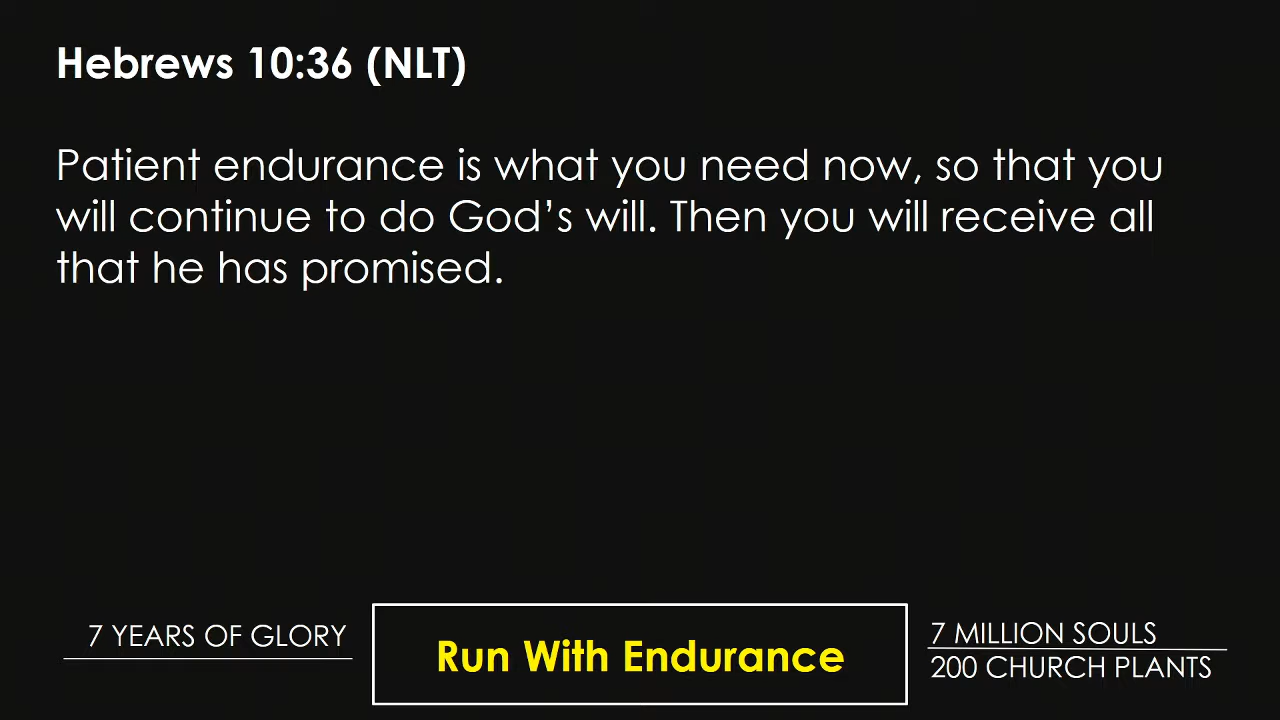 Hebrews 10:36 (NLT)
Patient endurance is what you need now, so that you
will continue to do God’s will. Then you will receive all
that he has promised.
7 YEARS OF GLORY
Run With Endurance
7 MILLION SOULS
200 CHURCH PLANTS